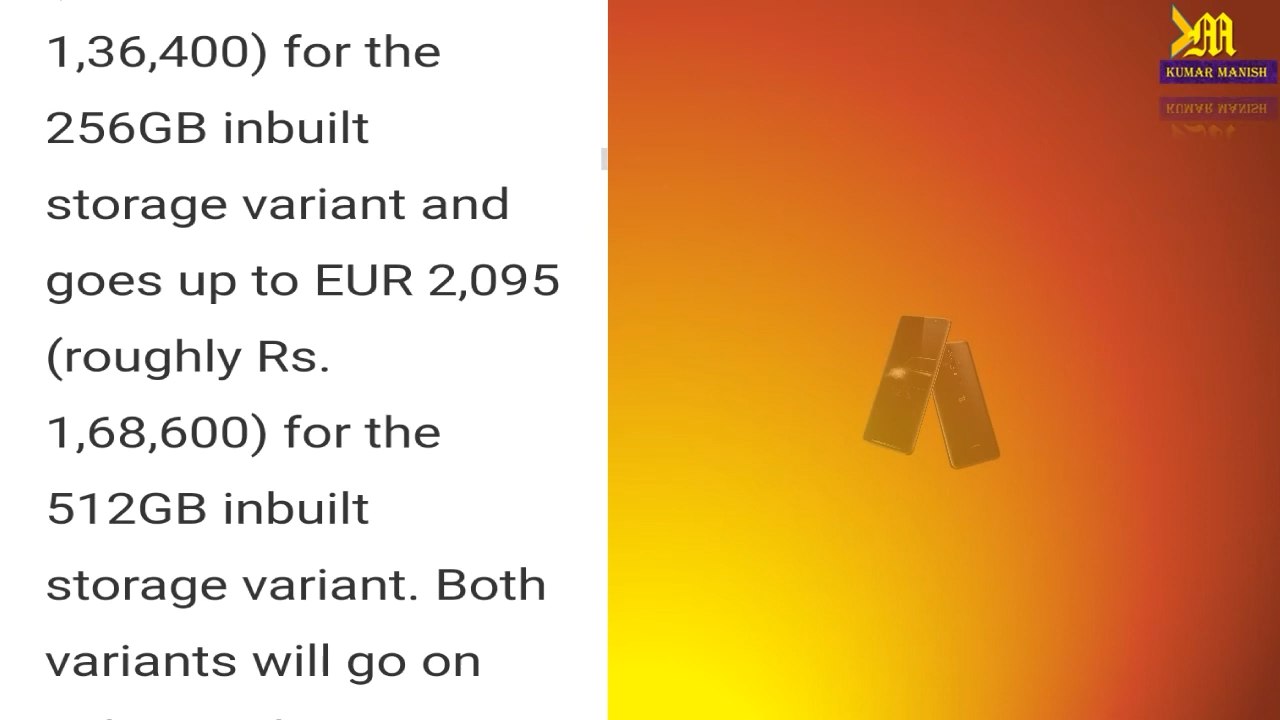 1,36,400) for the
256GB inbuilt
storage variant and
goes up to EUR 2,095
(roughly Rs.
1,68,600) for the
512GB inbuilt
storage variant. Both
variants will go on
KM
KUMAR MANISH